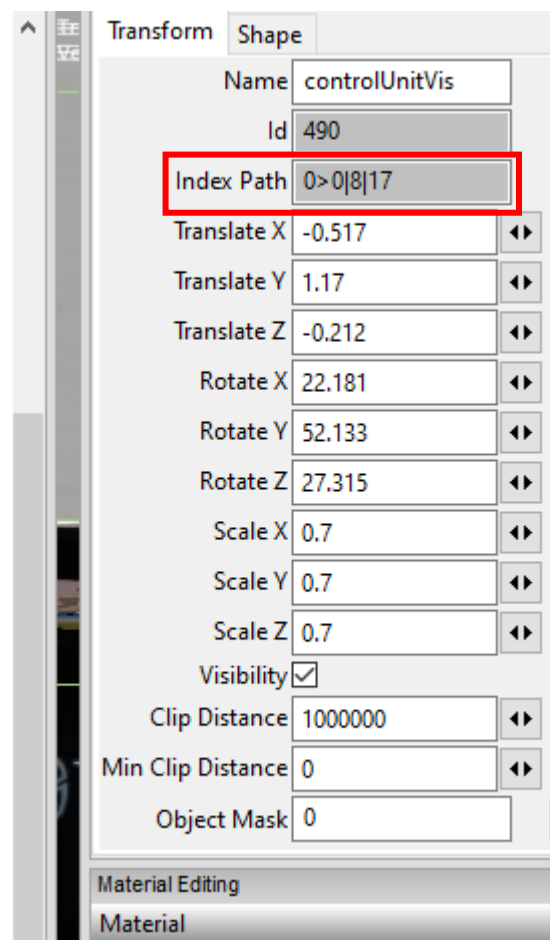 Transform Shape
Name controlUnitVis
Id 490
Index Path 0>0|8|17
Translate X -0.517
Translate Y 1.17
Translate Z -0.212
Rotate X 22.181
Rotate Y 52.133
Rotate Z 27.315
Scale X 0.7
Scale Y 0.7
Scale Z 0.7
Visibility
Clip Distance 1000000
Min Clip Distance 0
Object Mask 0
Material Editing
Material